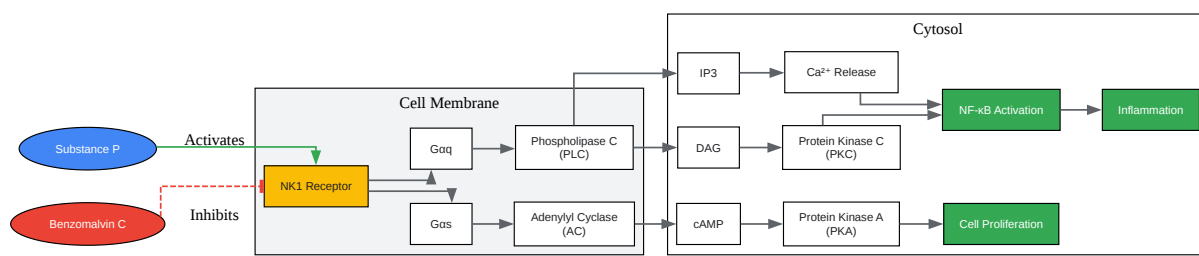 Cytosol
IP3
Ca²⁺ Release
Cell Membrane
NF-κB Activation
Inflammation
Substance P
Activates
Gαq
Phospholipase C
(PLC)
DAG
Protein Kinase C
(PKC)
NK1 Receptor
Benzomalvin C
Inhibits
Gαs
Adenylyl Cyclase
(AC)
cAMP
Protein Kinase A
(PKA)
Cell Proliferation